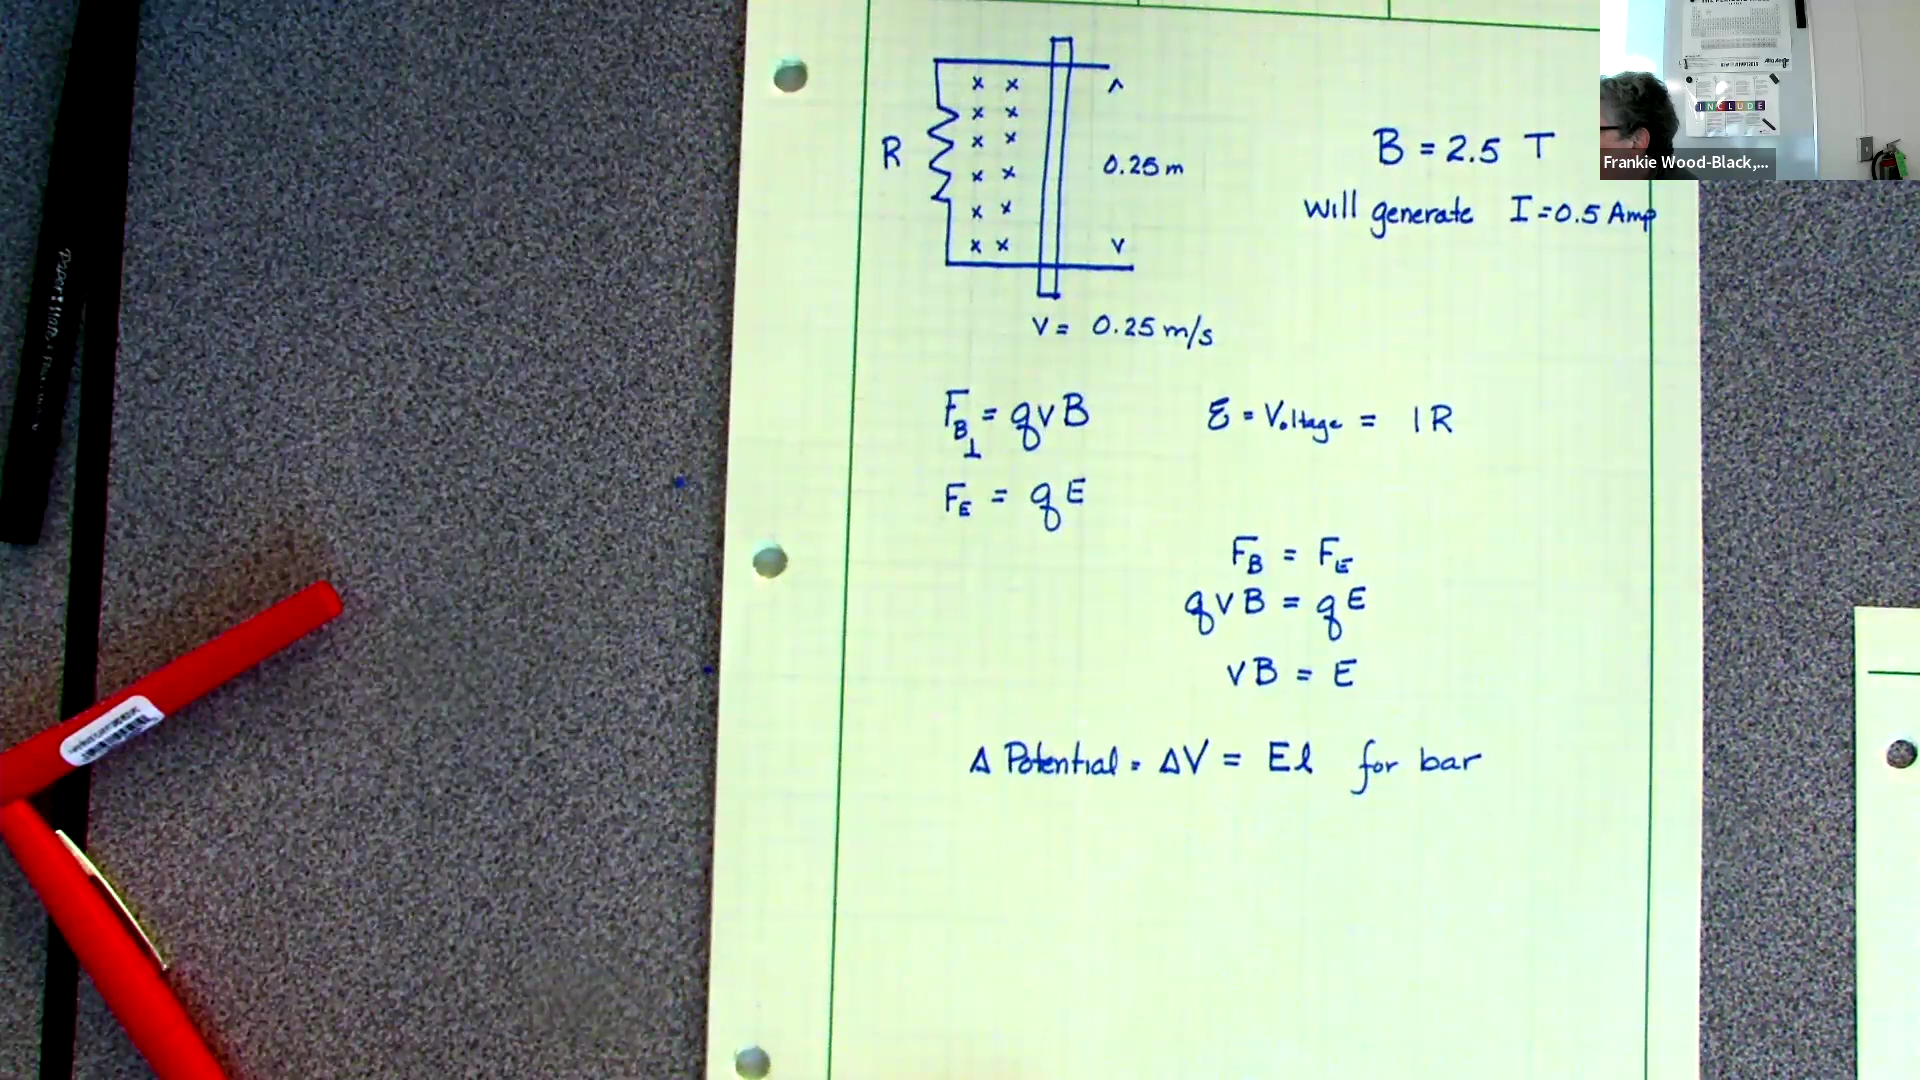 R
x x
x x
x x
x x
x x
x x
^
0.25 m
v
V = 0.25 m/s
B = 2.5 T
will generate I = 0.5 Amp
F_B⊥ = qvB
ℰ = Voltage = IR
F_E = qE
F_B = F_E
qvB = qE
vB = E
Δ Potential = ΔV = El for bar
Frankie Wood-Black,...
INCLUDE